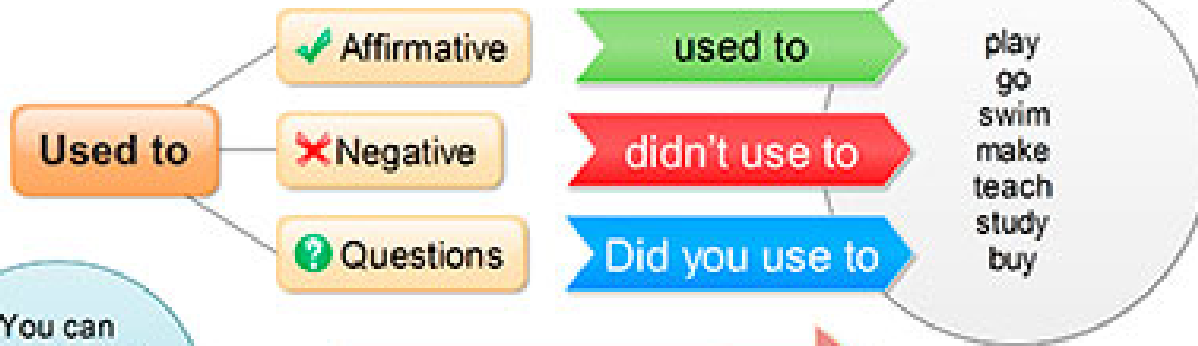 Used to
Affirmative
used to
Negative
didn't use to
Questions
Did you use to
play
go
swim
make
teach
study
buy
You can